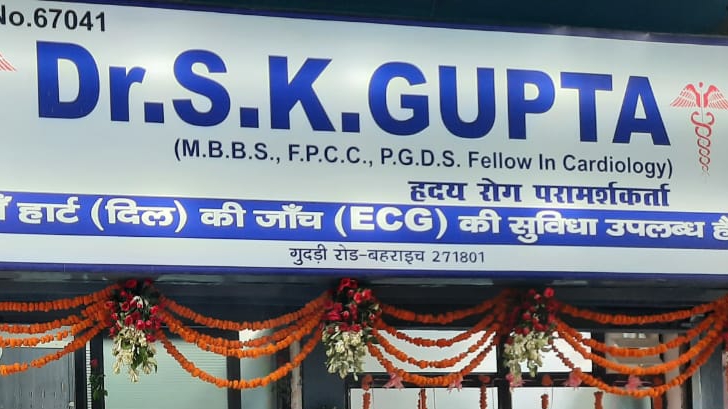 No.67041
Dr.S.K.GUPTA
(M.B.B.S., F.P.C.C., P.G.D.S. Fellow In Cardiology)
हृदय रोग परामर्शकर्ता
हार्ट (दिल) की जाँच (ECG) की सुविधा उपलब्ध है
गुदड़ी रोड-बहराइच 271801